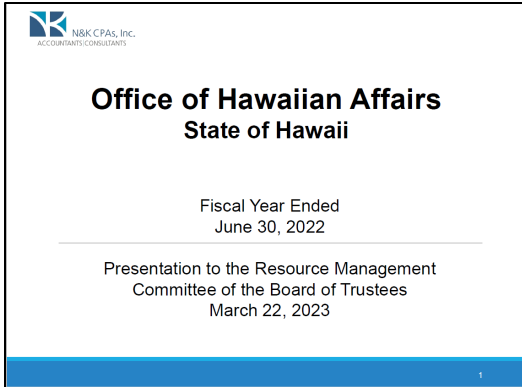 N&K CPAs, Inc.
ACCOUNTANTS|CONSULTANTS
Office of Hawaiian Affairs
State of Hawaii
Fiscal Year Ended
June 30, 2022
Presentation to the Resource Management
Committee of the Board of Trustees
March 22, 2023
1